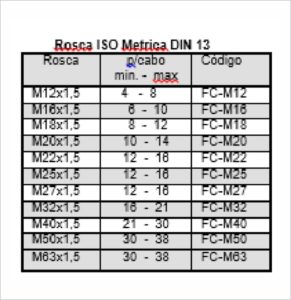 Rosca ISO Metrica DIN 13
Rosca p/cabo Código
min. - max
M12x1,5 4 - 8 FC-M12
M16x1,5 6 - 10 FC-M16
M18x1,5 8 - 12 FC-M18
M20x1,5 10 - 14 FC-M20
M22x1,5 12 - 16 FC-M22
M25x1,5 12 - 16 FC-M25
M27x1,5 12 - 16 FC-M27
M32x1,5 16 - 21 FC-M32
M40x1,5 21 - 30 FC-M40
M50x1,5 30 - 38 FC-M50
M63x1,5 30 - 38 FC-M63